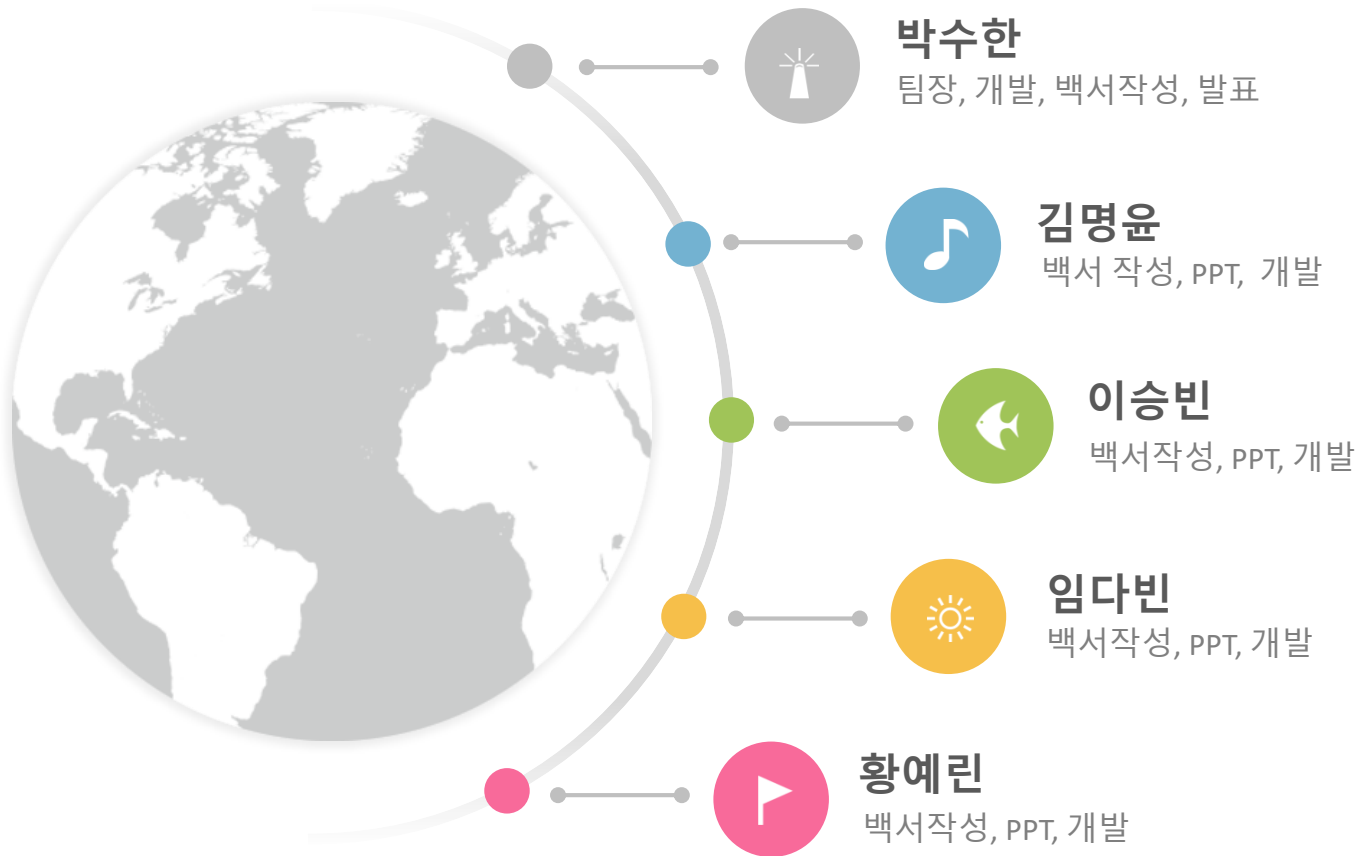 박수한
팀장, 개발, 백서작성, 발표
김명윤
백서 작성, PPT, 개발
이승빈
백서작성, PPT, 개발
임다빈
백서작성, PPT, 개발
황예린
백서작성, PPT, 개발